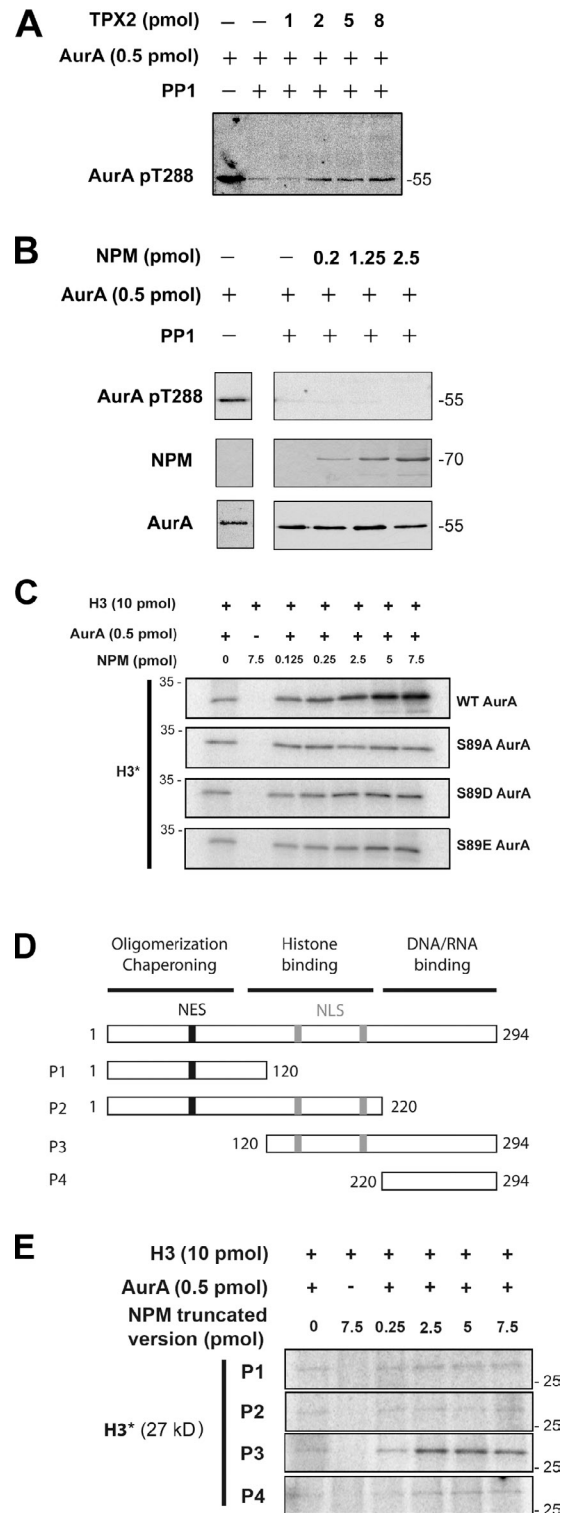 A
TPX2 (pmol) – – 1 2 5 8
AurA (0.5 pmol) + + + + + +
PP1 – + + + + +
AurA pT288 -55
B
NPM (pmol) – – 0.2 1.25 2.5
AurA (0.5 pmol) + + + + +
PP1 – + + + +
AurA pT288 -55
NPM -70
AurA -55
C
H3 (10 pmol) + + + + + + +
AurA (0.5 pmol) + - + + + + +
NPM (pmol) 0 7.5 0.125 0.25 2.5 5 7.5
35 - WT AurA
35 - S89A AurA
H3*
35 - S89D AurA
35 - S89E AurA
D
Oligomerization Histone DNA/RNA
Chaperoning binding binding
NES NLS
1 294
P1 1 120
P2 1 220
P3 120 294
P4 220 294
E
H3 (10 pmol) + + + + + +
AurA (0.5 pmol) + - + + + +
NPM truncated
version (pmol) 0 7.5 0.25 2.5 5 7.5
P1 - 25
P2 - 25
H3* (27 kD)
P3 - 25
P4 - 25